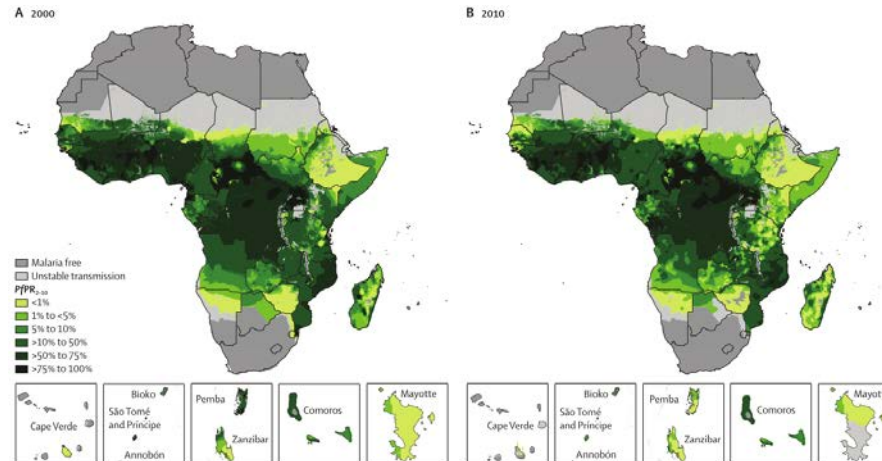 A 2000
B 2010
Malaria free
Unstable transmission
PfPR2-10
<1%
1% to <5%
5% to 10%
>10% to 50%
>50% to 75%
>75% to 100%
Cape Verde
Bioko
São Tomé
and Príncipe
Annobón
Pemba
Zanzibar
Comoros
Mayotte
Cape Verde
Bioko
São Tomé
and Príncipe
Annobón
Pemba
Zanzibar
Comoros
Mayott